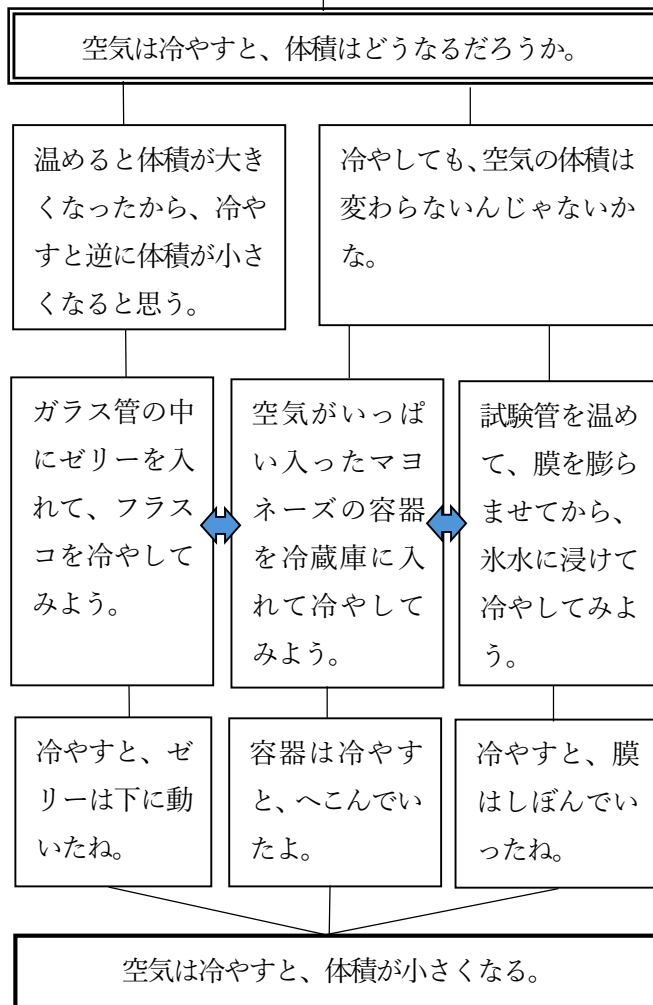 空気は冷やすと、体積はどうなるだろうか。
温めると体積が大き
くなったから、冷や
すと逆に体積が小さ
くなると思う。
冷やしても、空気の体積は
変わらないんじゃないか
な。
ガラス管の中
にゼリーを入
れて、フラス
コを冷やして
みよう。
空気がいっぱ
い入ったマヨ
ネーズの容器
を冷蔵庫に入
れて冷やして
みよう。
試験管を温め
て、膜を膨ら
ませてから、
氷水に浸けて
冷やしてみよ
う。
冷やすと、ゼ
リーは下に動
いたね。
容器は冷やす
と、へこんでい
たよ。
冷やすと、膜
はしぼんでい
ったね。
空気は冷やすと、体積が小さくなる。